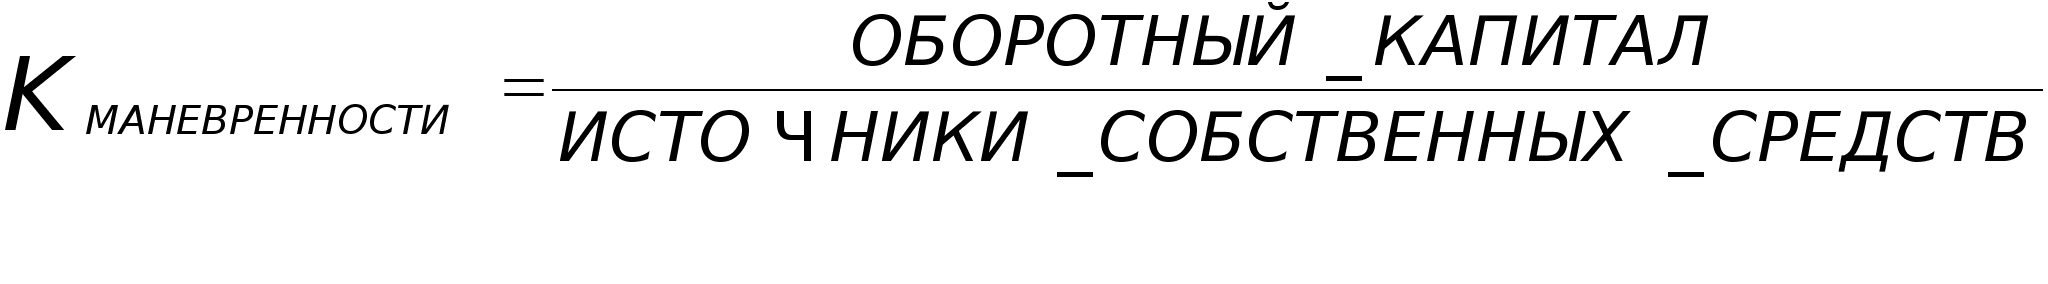 ОБОРОТНЫЙ _КАПИТАЛ
К МАНЕВРЕННОСТИ =
ИСТОЧНИКИ _СОБСТВЕННЫХ _СРЕДСТВ